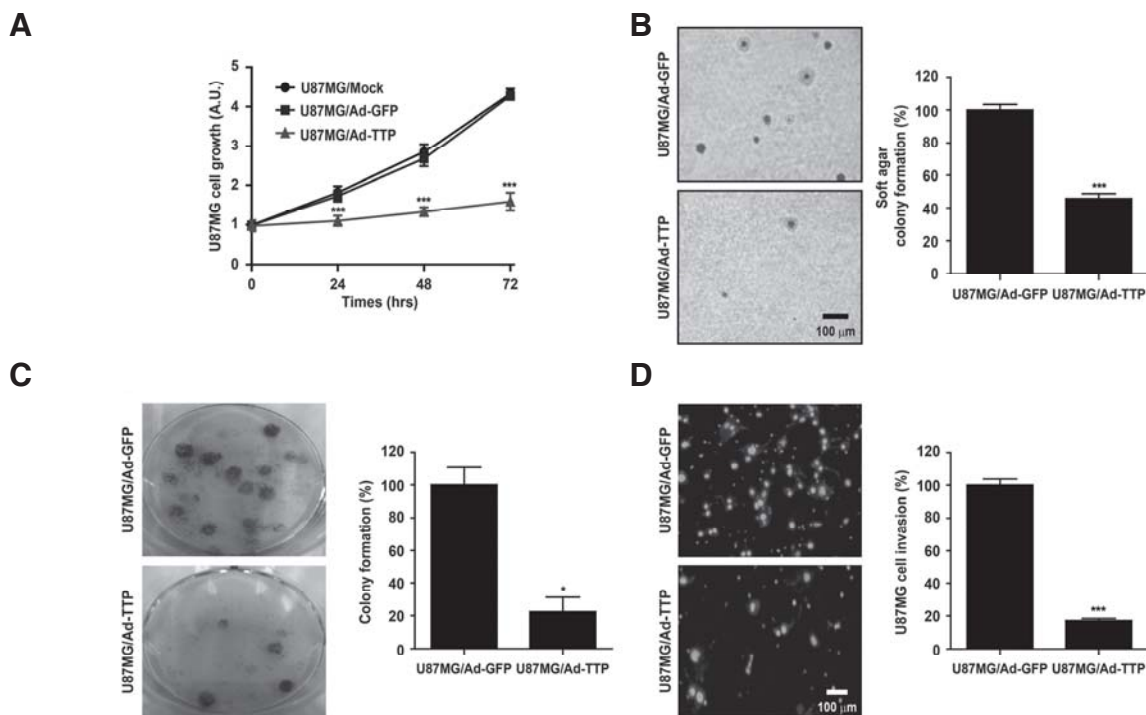 A
U87MG cell growth (A.U.)
5
4
3
2
1
0
U87MG/Mock
U87MG/Ad-GFP
U87MG/Ad-TTP
***
***
***
0
24
48
72
Times (hrs)
B
U87MG/Ad-GFP
U87MG/Ad-TTP
100 μm
Soft agar
colony formation (%)
120
100
80
60
40
20
0
***
U87MG/Ad-GFP U87MG/Ad-TTP
C
U87MG/Ad-GFP
U87MG/Ad-TTP
Colony formation (%)
120
100
80
60
40
20
0
*
U87MG/Ad-GFP U87MG/Ad-TTP
D
U87MG/Ad-GFP
U87MG/Ad-TTP
100 μm
U87MG cell invasion (%)
120
100
80
60
40
20
0
***
U87MG/Ad-GFP U87MG/Ad-TTP